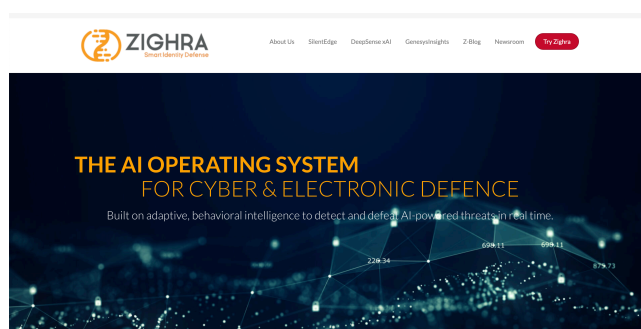 ZIGHRA
Smart Identity Defense
About Us SilentEdge DeepSense xAI GenesysInsights Z-Blog Newsroom Try Zighra
THE AI OPERATING SYSTEM
FOR CYBER & ELECTRONIC DEFENCE
Built on adaptive, behavioral intelligence to detect and defeat AI-powered threats in real time.
698.11 698.11
226.34
879.73